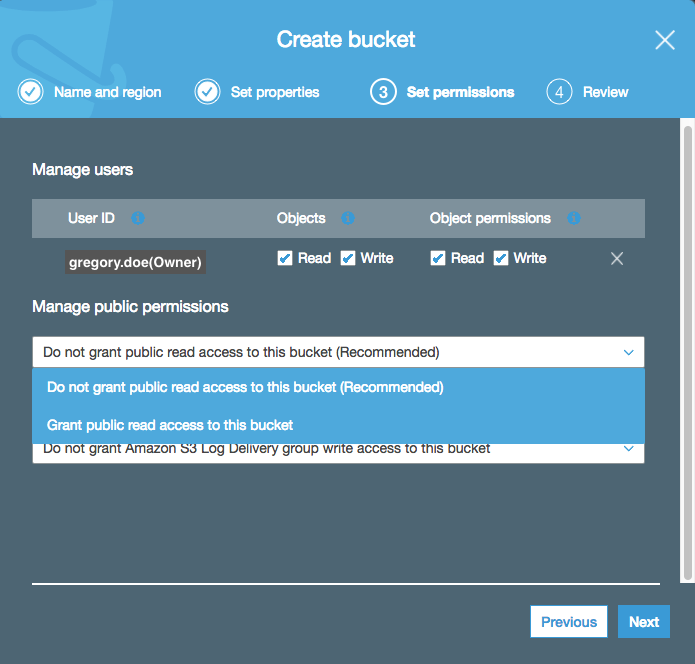 Create bucket
Name and region Set properties 3 Set permissions 4 Review
Manage users
User ID Objects Object permissions
gregory.doe(Owner) Read Write Read Write
Manage public permissions
Do not grant public read access to this bucket (Recommended)
Do not grant public read access to this bucket (Recommended)
Grant public read access to this bucket
Do not grant Amazon S3 Log Delivery group write access to this bucket
Previous Next